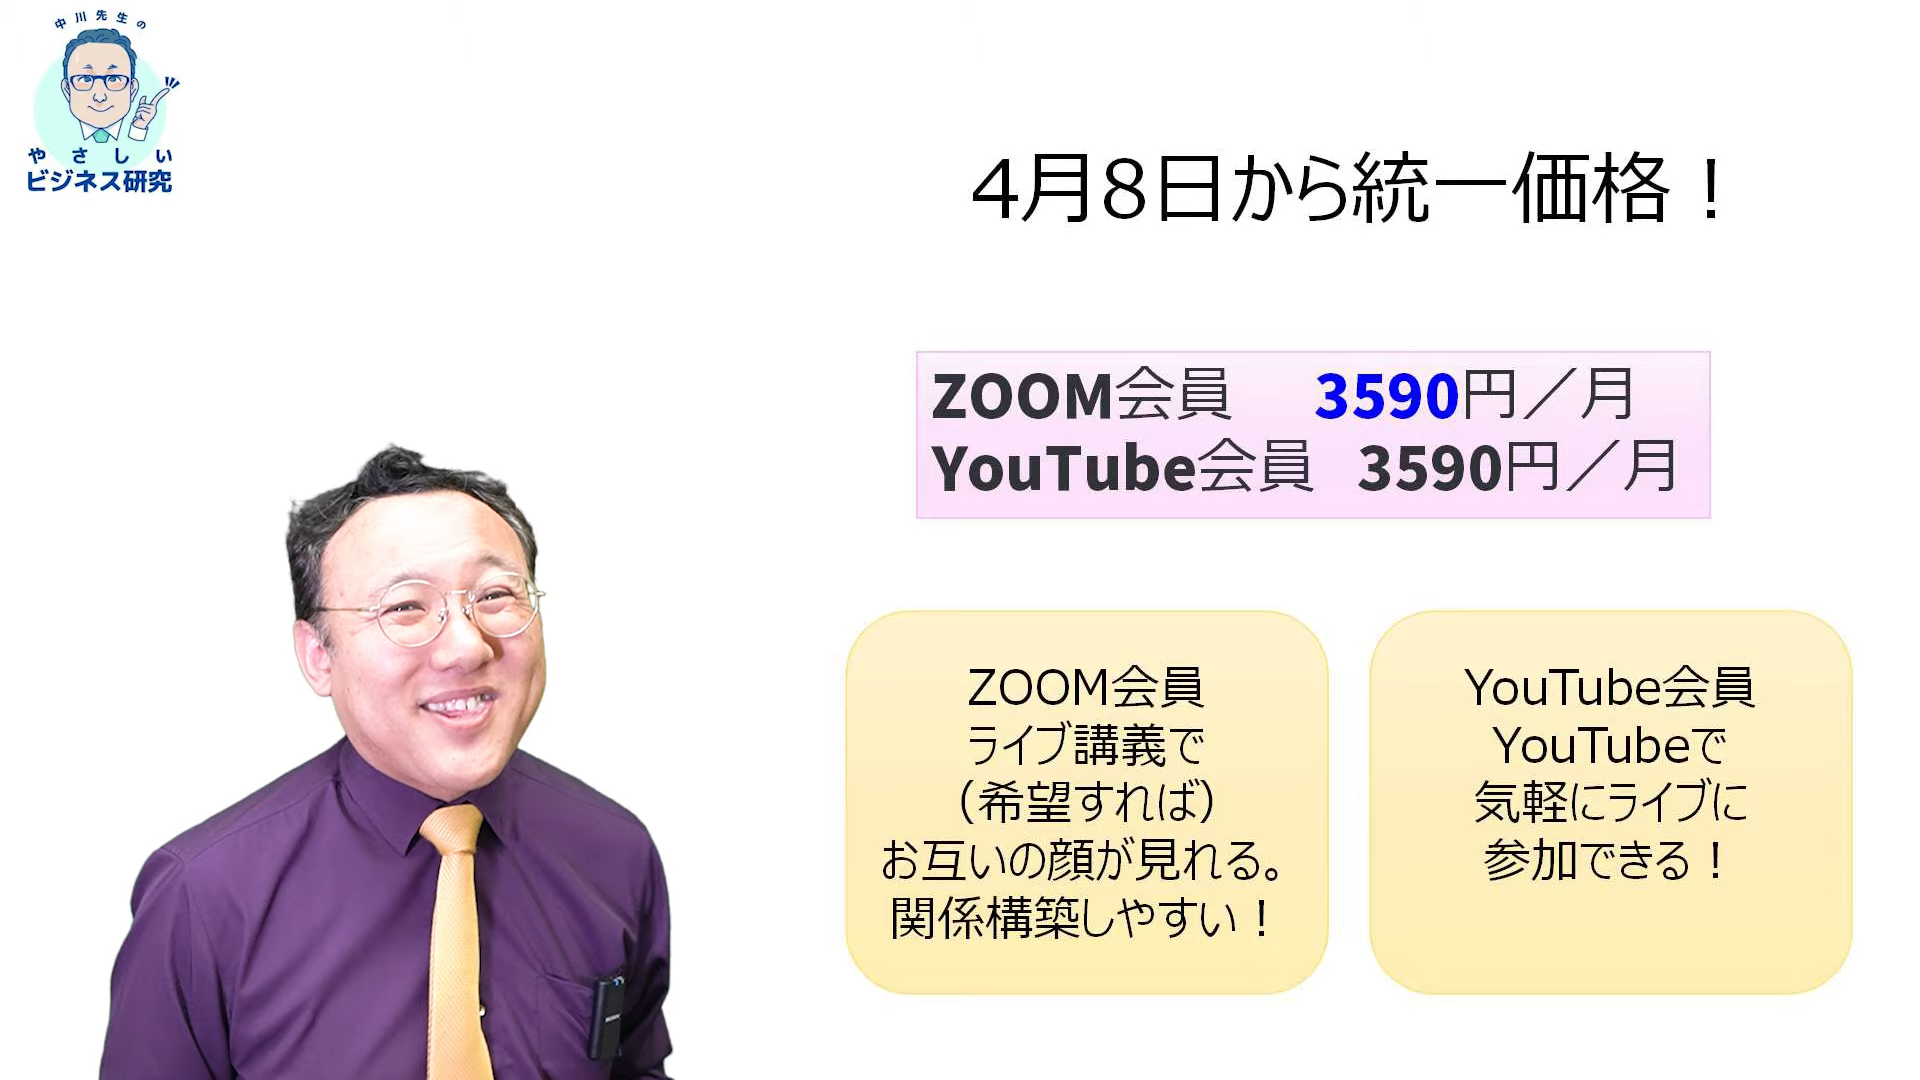 中川先生の
やさしい
ビジネス研究
4月8日から統一価格！
ZOOM会員 3590円／月
YouTube会員 3590円／月
ZOOM会員
ライブ講義で
（希望すれば）
お互いの顔が見れる。
関係構築しやすい！
YouTube会員
YouTubeで
気軽にライブに
参加できる！